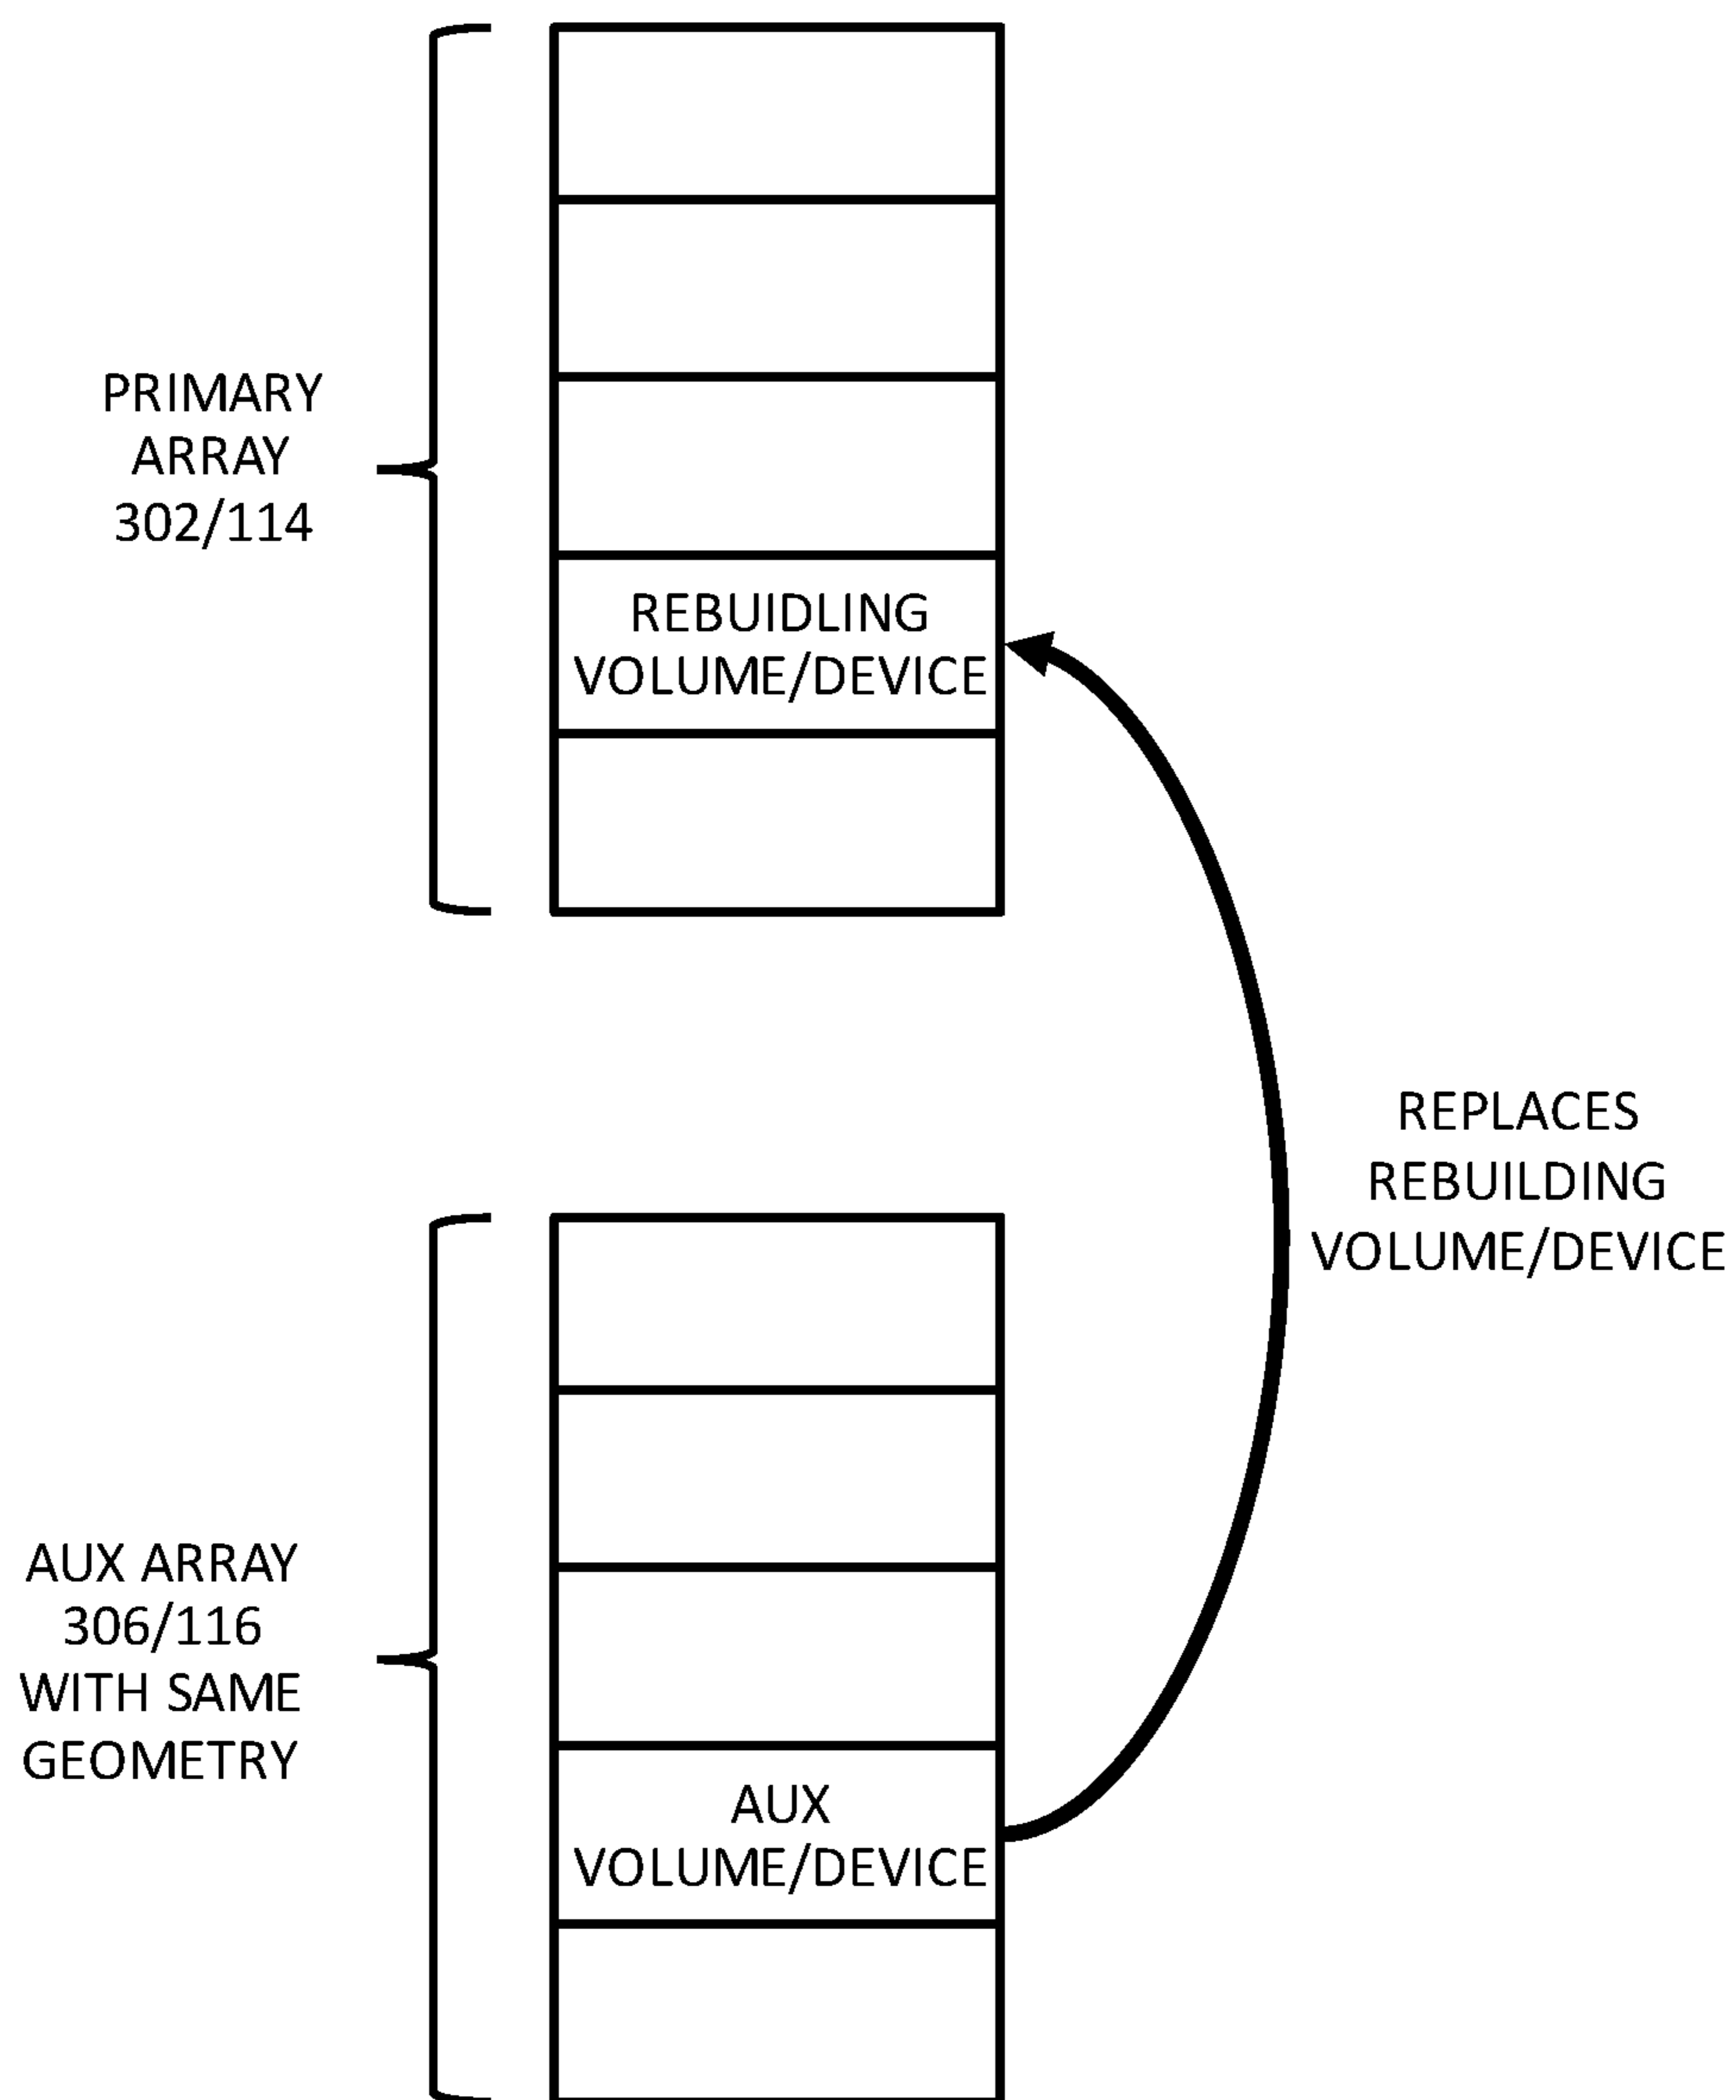 PRIMARY
ARRAY
302/114
REBUIDLING
VOLUME/DEVICE
REPLACES
REBUILDING
VOLUME/DEVICE
AUX ARRAY
306/116
WITH SAME
GEOMETRY
AUX
VOLUME/DEVICE